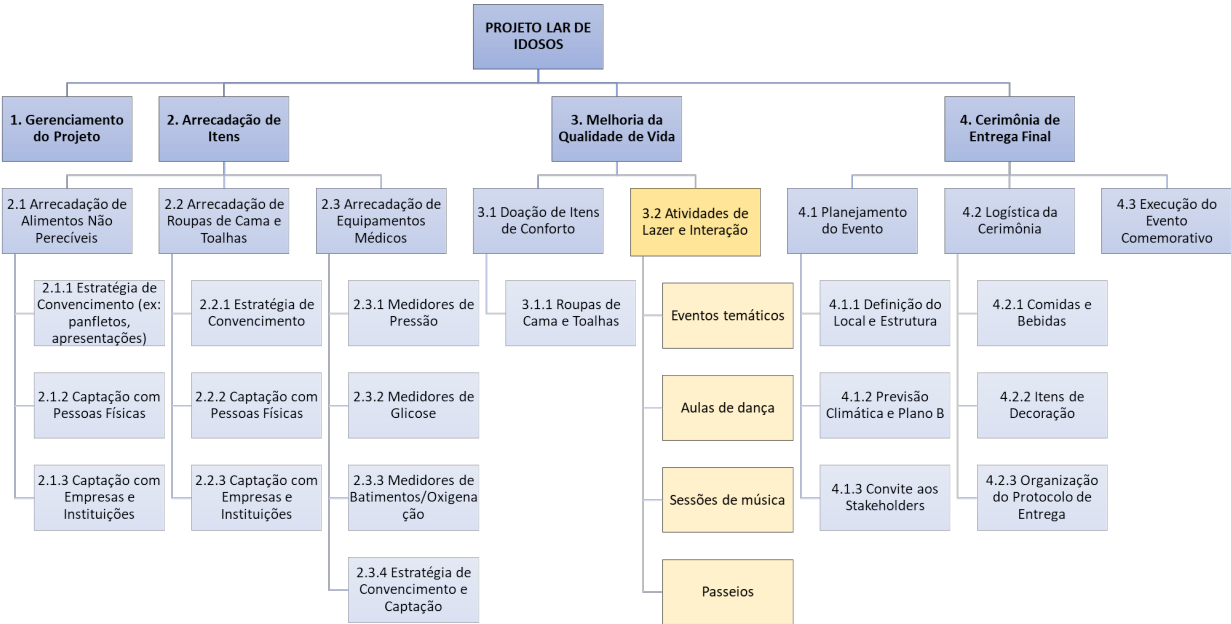 PROJETO LAR DE
IDOSOS
1. Gerenciamento
do Projeto
2. Arrecadação de
Itens
3. Melhoria da
Qualidade de Vida
4. Cerimônia de
Entrega Final
2.1 Arrecadação de
Alimentos Não
Perecíveis
2.2 Arrecadação de
Roupas de Cama e
Toalhas
2.3 Arrecadação de
Equipamentos
Médicos
3.1 Doação de Itens
de Conforto
3.2 Atividades de
Lazer e Interação
4.1 Planejamento
do Evento
4.2 Logística da
Cerimônia
4.3 Execução do
Evento
Comemorativo
2.1.1 Estratégia de
Convencimento (ex:
panfletos,
apresentações)
2.2.1 Estratégia de
Convencimento
2.3.1 Medidores de
Pressão
3.1.1 Roupas de
Cama e Toalhas
Eventos temáticos
4.1.1 Definição do
Local e Estrutura
4.2.1 Comidas e
Bebidas
2.1.2 Captação com
Pessoas Físicas
2.2.2 Captação com
Pessoas Físicas
2.3.2 Medidores de
Glicose
Aulas de dança
4.1.2 Previsão
Climática e Plano B
4.2.2 Itens de
Decoração
2.1.3 Captação com
Empresas e
Instituições
2.2.3 Captação com
Empresas e
Instituições
2.3.3 Medidores de
Batimentos/Oxigena
ção
Sessões de música
4.1.3 Convite aos
Stakeholders
4.2.3 Organização
do Protocolo de
Entrega
2.3.4 Estratégia de
Convencimento e
Captação
Passeios